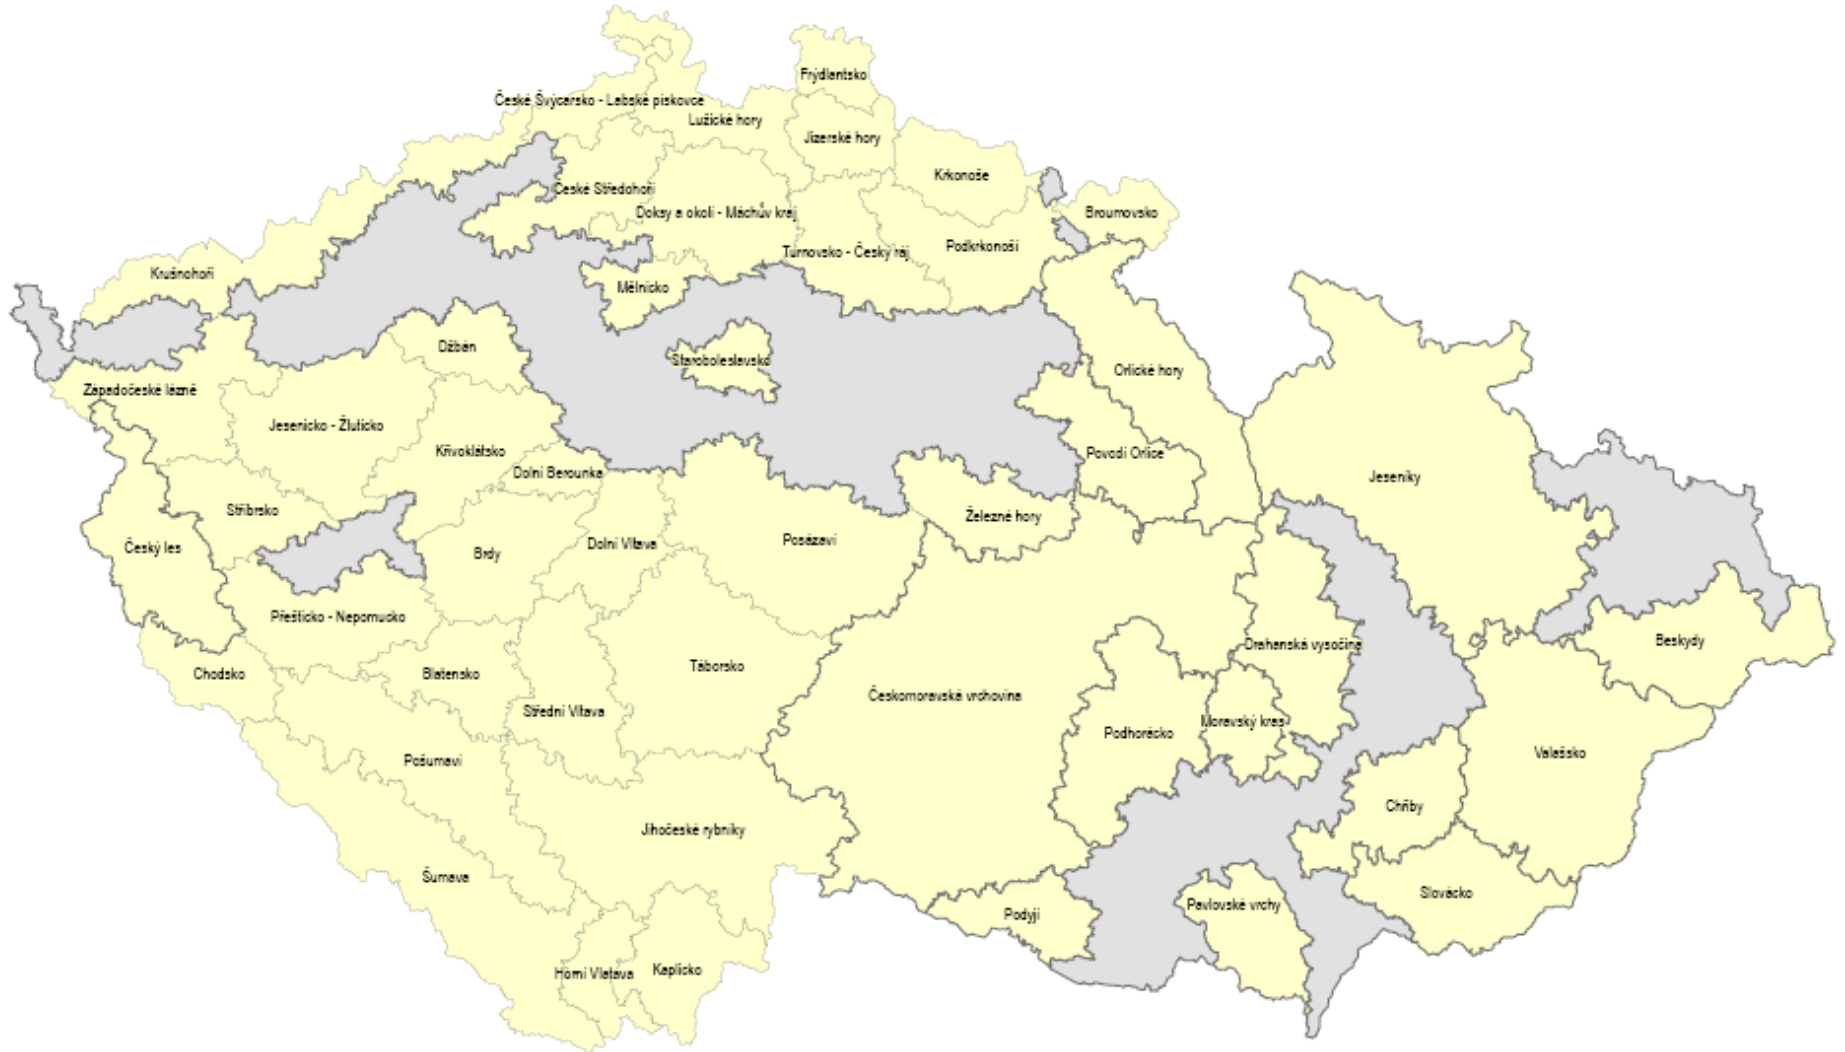 Frýdlantsko
České Švýcarsko - Labské pískovce
Lužické hory
Jizerské hory
Krkonoše
České Středohoří
Doksy a okolí - Máchův kraj
Broumovsko
Turnovsko - Český ráj
Podkrkonoší
Krušnohoří
Mělnicko
Džbán
Staroboleslavsko
Orlické hory
Západočeské lázně
Jesenicko - Žluticko
Křivoklátsko
Dolní Berounka
Povodí Orlice
Jeseníky
Stříbrsko
Železné hory
Český les
Brdy
Dolní Vltava
Posázaví
Přešticko - Nepomucko
Drahanská vysočina
Beskydy
Chodsko
Blatensko
Táborsko
Českomoravská vrchovina
Střední Vltava
Podhorácko
Moravský kras
Pošumaví
Valašsko
Chřiby
Jihočeské rybníky
Šumava
Slovácko
Podyjí
Pavlovské vrchy
Horní Vlatava
Kaplicko